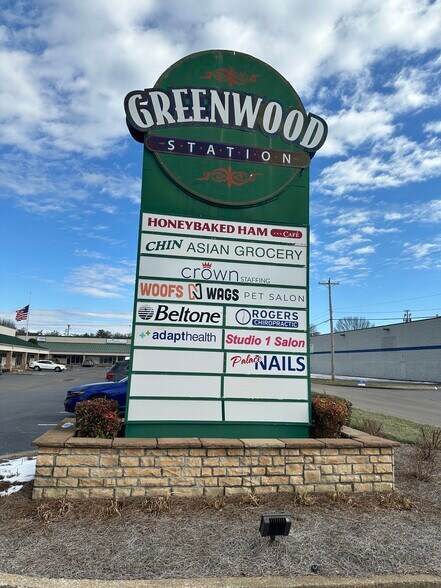 GREENWOOD
STATION
HONEYBAKED HAM CAFÉ
CHIN ASIAN GROCERY
crown STAFFING
WOOFS N WAGS PET SALON
Beltone
ROGERS
CHIROPRACTIC
adapthealth
Studio 1 Salon
Palace NAILS